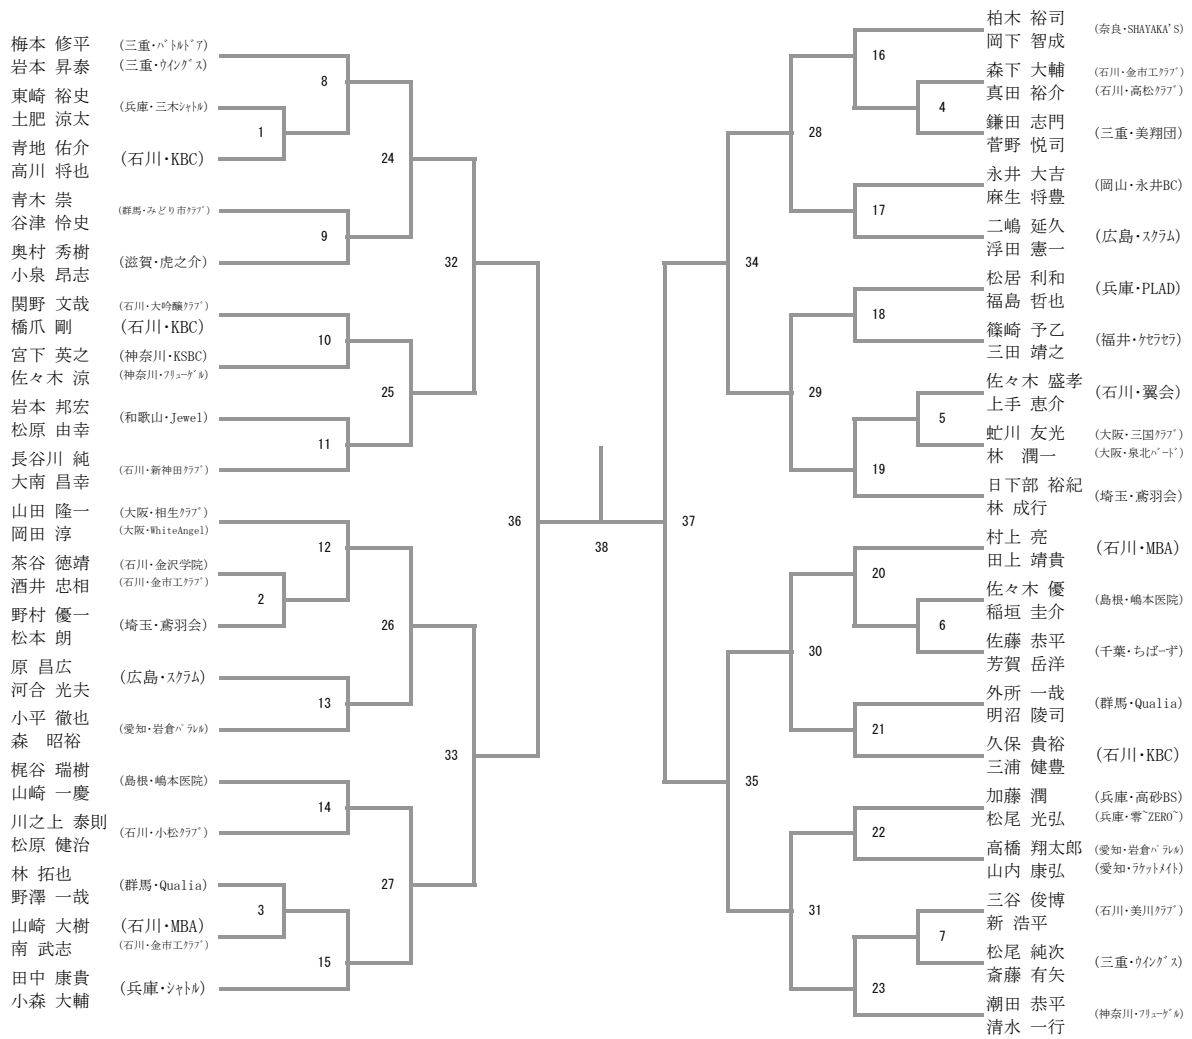 梅本 修平 (三重・ﾊﾞﾄﾙﾄﾞｱ)
岩本 昇泰 (三重・ｳｲﾝｸﾞｽ)
8
東崎 裕史 (兵庫・三木ｼｬﾄﾙ)
土肥 涼太
1
青地 佑介 (石川・KBC)
高川 将也
24
青木 崇 (群馬・みどり市ｸﾗﾌﾞ)
谷津 怜史
9
奥村 秀樹 (滋賀・虎之介)
小泉 昂志
32
関野 文哉 (石川・大吟醸ｸﾗﾌﾞ)
橋爪 剛 (石川・KBC)
10
宮下 英之 (神奈川・KSBC)
佐々木 涼 (神奈川・ﾌﾘｭｰｹﾞﾙ)
25
岩本 邦宏 (和歌山・Jewel)
松原 由幸
11
長谷川 純 (石川・新神田ｸﾗﾌﾞ)
大南 昌幸
36
山田 隆一 (大阪・相生ｸﾗﾌﾞ)
岡田 淳 (大阪・WhiteAngel)
12
茶谷 徳靖 (石川・金沢学院)
酒井 忠相 (石川・金市工ｸﾗﾌﾞ)
2
野村 優一 (埼玉・鳶羽会)
松本 朗
26
原 昌広 (広島・ｽｸﾗﾑ)
河合 光夫
13
小平 徹也 (愛知・岩倉ﾊﾟﾗﾚﾙ)
森 昭裕
33
梶谷 瑞樹 (島根・嶋本医院)
山崎 一慶
14
川之上 泰則 (石川・小松ｸﾗﾌﾞ)
松原 健治
27
林 拓也 (群馬・Qualia)
野澤 一哉
3
山崎 大樹 (石川・MBA)
南 武志 (石川・金市工ｸﾗﾌﾞ)
15
田中 康貴 (兵庫・ｼｬﾄﾙ)
小森 大輔
38
柏木 裕司 (奈良・SHAYAKA'S)
岡下 智成
16
森下 大輔 (石川・金市工ｸﾗﾌﾞ)
真田 裕介 (石川・高松ｸﾗﾌﾞ)
4
鎌田 志門 (三重・美翔団)
菅野 悦司
28
永井 大吉 (岡山・永井BC)
麻生 将豊
17
二嶋 延久 (広島・ｽｸﾗﾑ)
浮田 憲一
34
松居 利和 (兵庫・PLAD)
福島 哲也
18
篠崎 予乙 (福井・ｹｾﾗｾﾗ)
三田 靖之
29
佐々木 盛孝 (石川・翼会)
上手 恵介
5
虻川 友光 (大阪・三国ｸﾗﾌﾞ)
林 潤一 (大阪・泉北ﾊﾞｰﾄﾞ)
19
日下部 裕紀 (埼玉・鳶羽会)
林 成行
37
村上 亮 (石川・MBA)
田上 靖貴
20
佐々木 優 (島根・嶋本医院)
稲垣 圭介
6
佐藤 恭平 (千葉・ちばーず)
芳賀 岳洋
30
外所 一哉 (群馬・Qualia)
明沼 陵司
21
久保 貴裕 (石川・KBC)
三浦 健豊
35
加藤 潤 (兵庫・高砂BS)
松尾 光弘 (兵庫・零~ZERO~)
22
高橋 翔太郎 (愛知・岩倉ﾊﾟﾗﾚﾙ)
山内 康弘 (愛知・ﾗｹｯﾄﾒｲﾄ)
31
三谷 俊博 (石川・美川ｸﾗﾌﾞ)
新 浩平
7
松尾 純次 (三重・ｳｲﾝｸﾞｽ)
斎藤 有矢
23
潮田 恭平 (神奈川・ﾌﾘｭｰｹﾞﾙ)
清水 一行